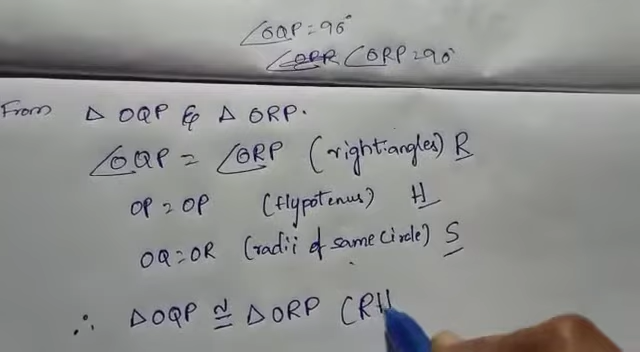 ∠OQP = 90°
∠ORP = 90°
From △ OQP & △ ORP.
∠OQP = ∠ORP (right angles) R
OP = OP (Hypotenus) H
OQ = OR (radii of same circle) S
∴ △OQP ≅ △ORP (RH